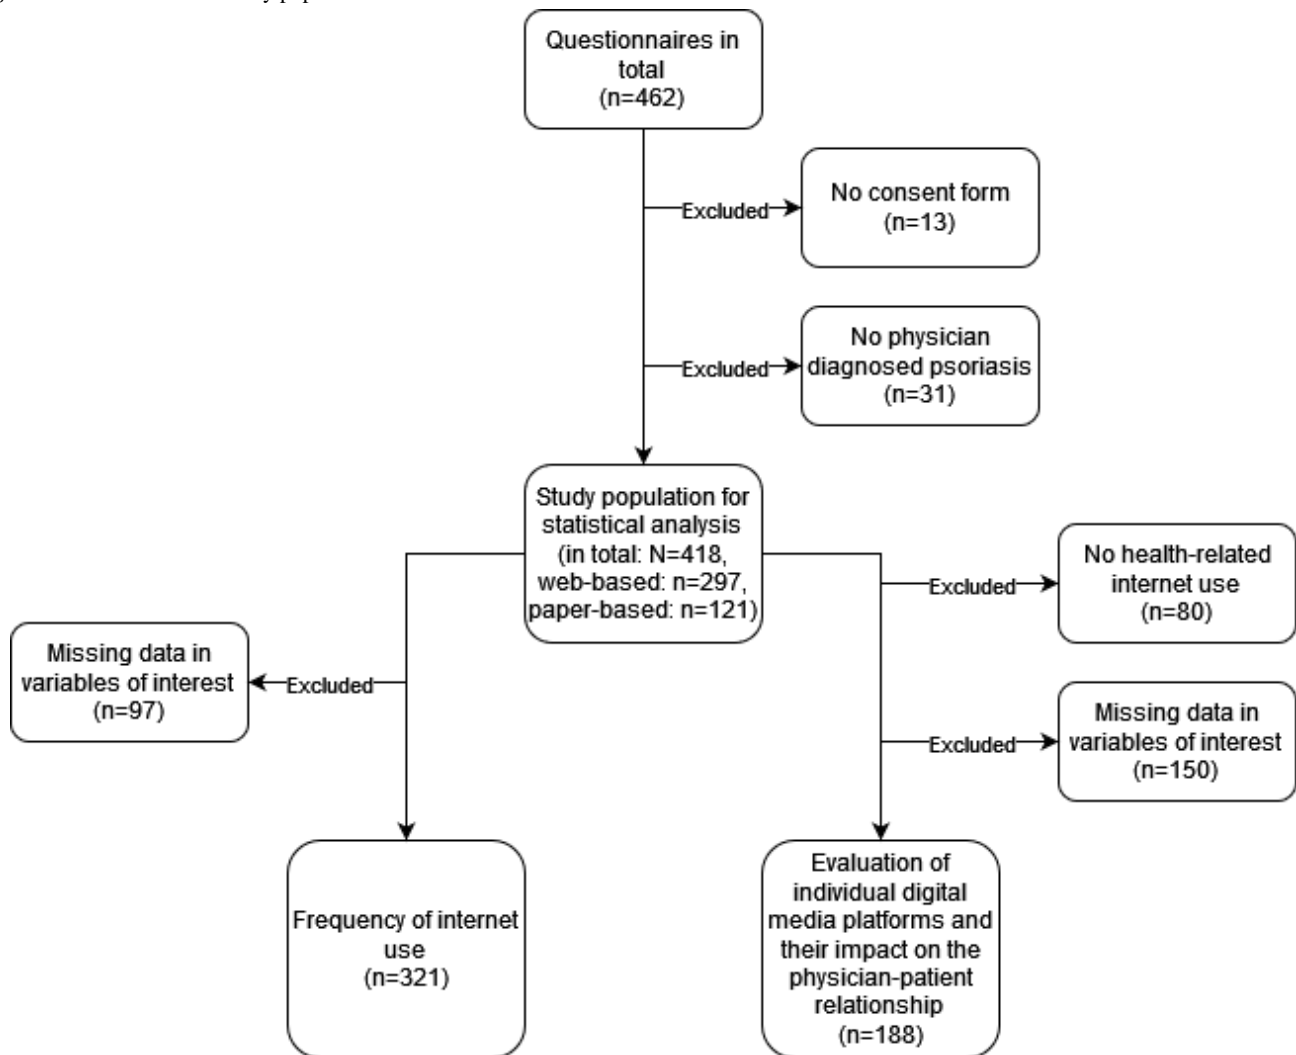 Questionnaires in
total
(n=462)
Excluded
No consent form
(n=13)
Excluded
No physician
diagnosed psoriasis
(n=31)
Study population for
statistical analysis
(in total: N=418,
web-based: n=297,
paper-based: n=121)
Excluded
No health-related
internet use
(n=80)
Missing data in
variables of interest
(n=97)
Excluded
Excluded
Missing data in
variables of interest
(n=150)
Frequency of internet
use
(n=321)
Evaluation of
individual digital
media platforms and
their impact on the
physician-patient
relationship
(n=188)